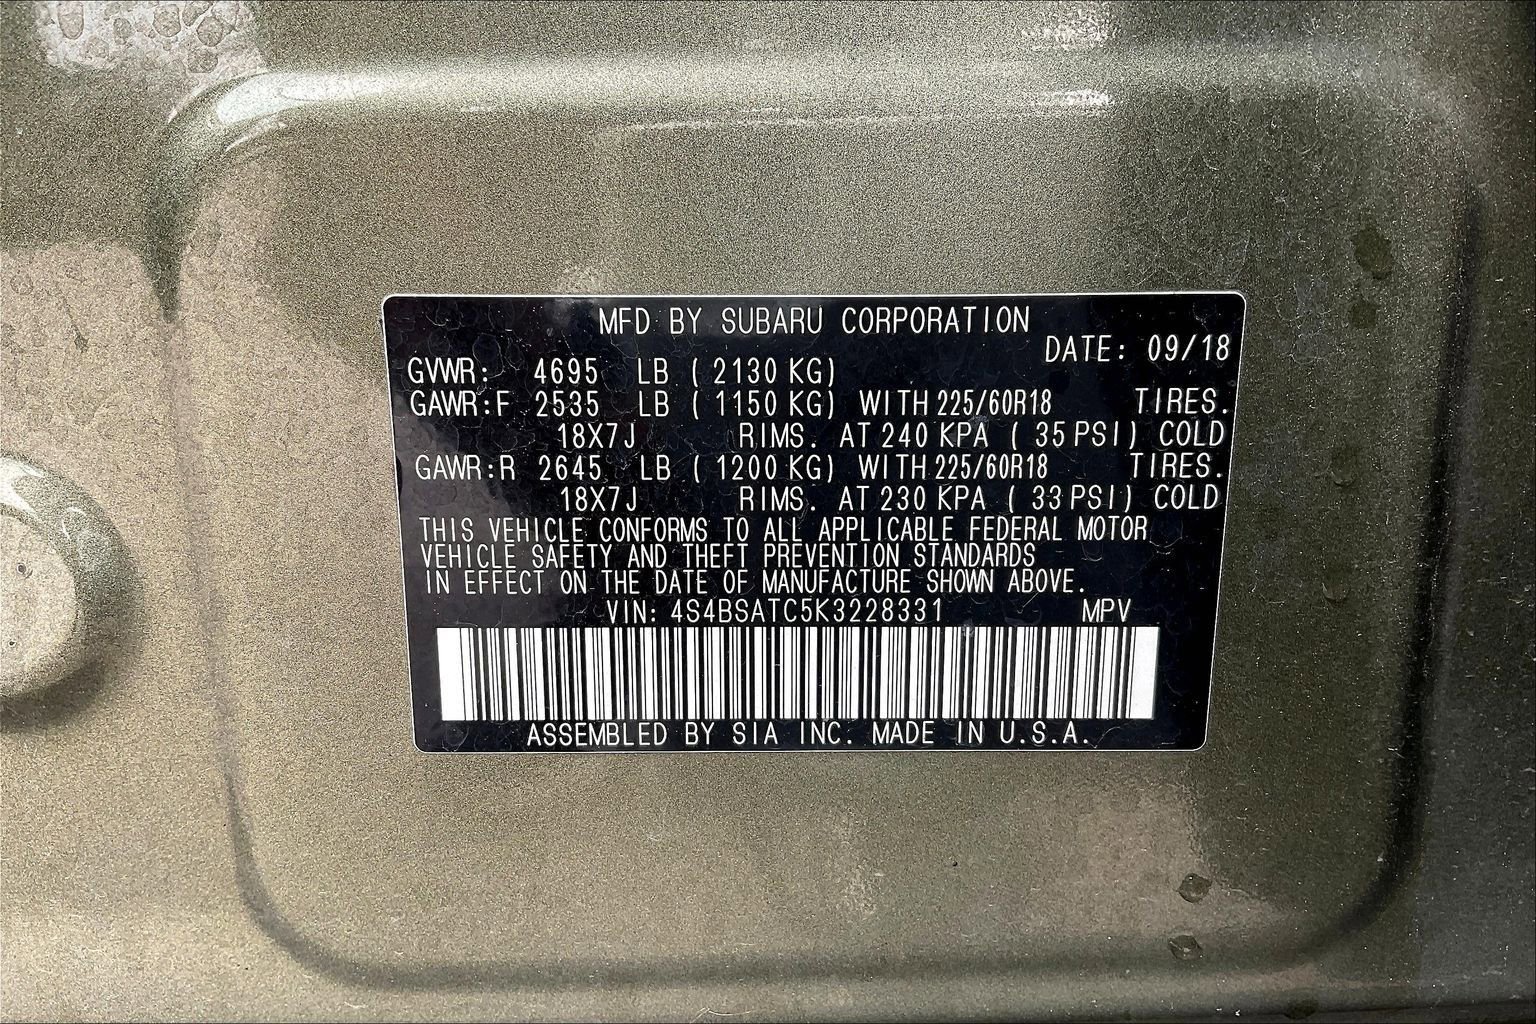 MFD BY SUBARU CORPORATION
DATE: 09/18
GVWR: 4695 LB ( 2130 KG)
GAWR:F 2535 LB ( 1150 KG) WITH 225/60R18 TIRES.
18X7J RIMS. AT 240 KPA ( 35 PSI) COLD
GAWR:R 2645 LB ( 1200 KG) WITH 225/60R18 TIRES.
18X7J RIMS. AT 230 KPA ( 33 PSI) COLD
THIS VEHICLE CONFORMS TO ALL APPLICABLE FEDERAL MOTOR
VEHICLE SAFETY AND THEFT PREVENTION STANDARDS
IN EFFECT ON THE DATE OF MANUFACTURE SHOWN ABOVE.
VIN: 4S4BSATC5K3228331 MPV
ASSEMBLED BY SIA INC. MADE IN U.S.A.